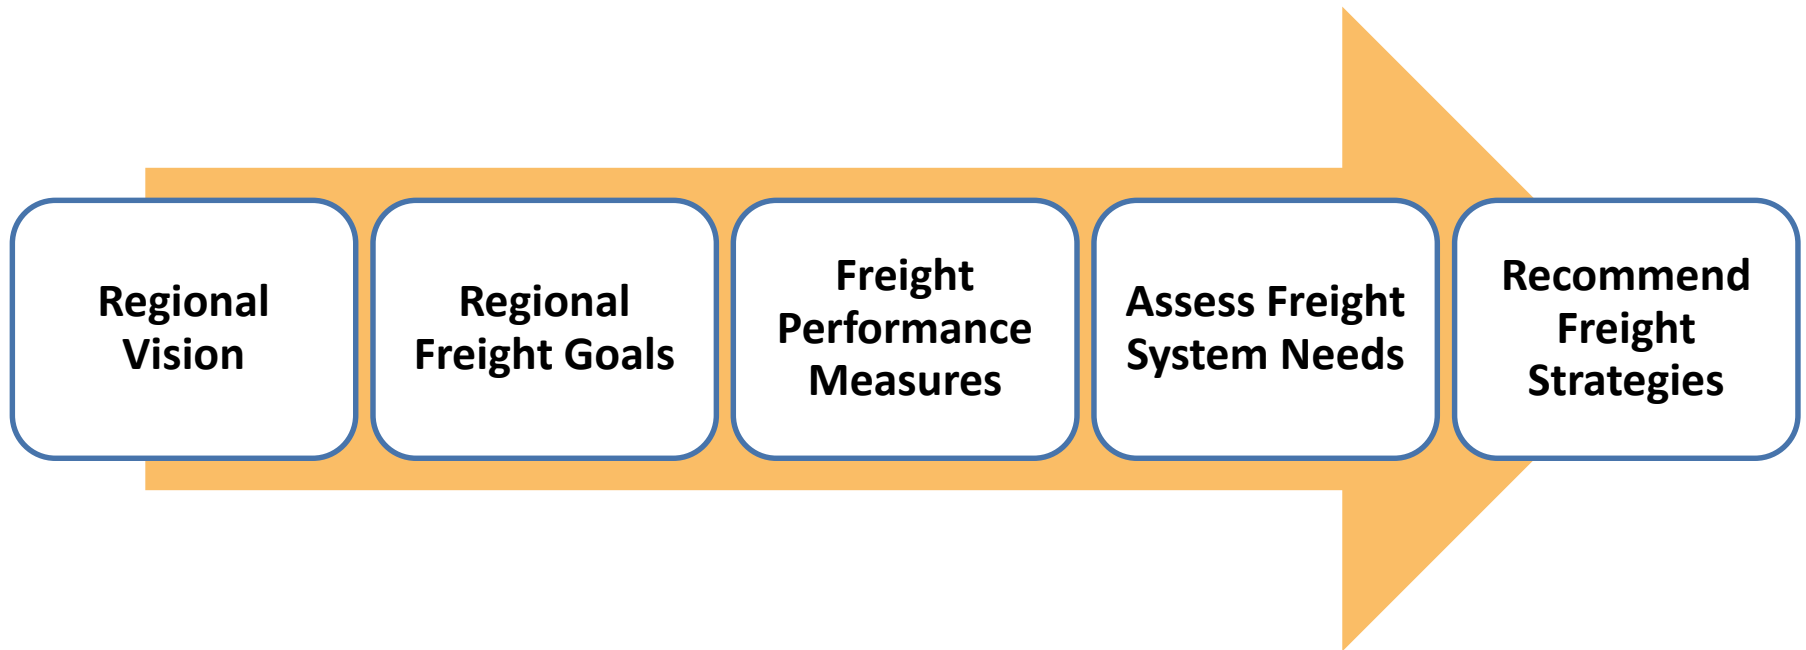 Regional
Vision
Regional
Freight Goals
Freight
Performance
Measures
Assess Freight
System Needs
Recommend
Freight
Strategies